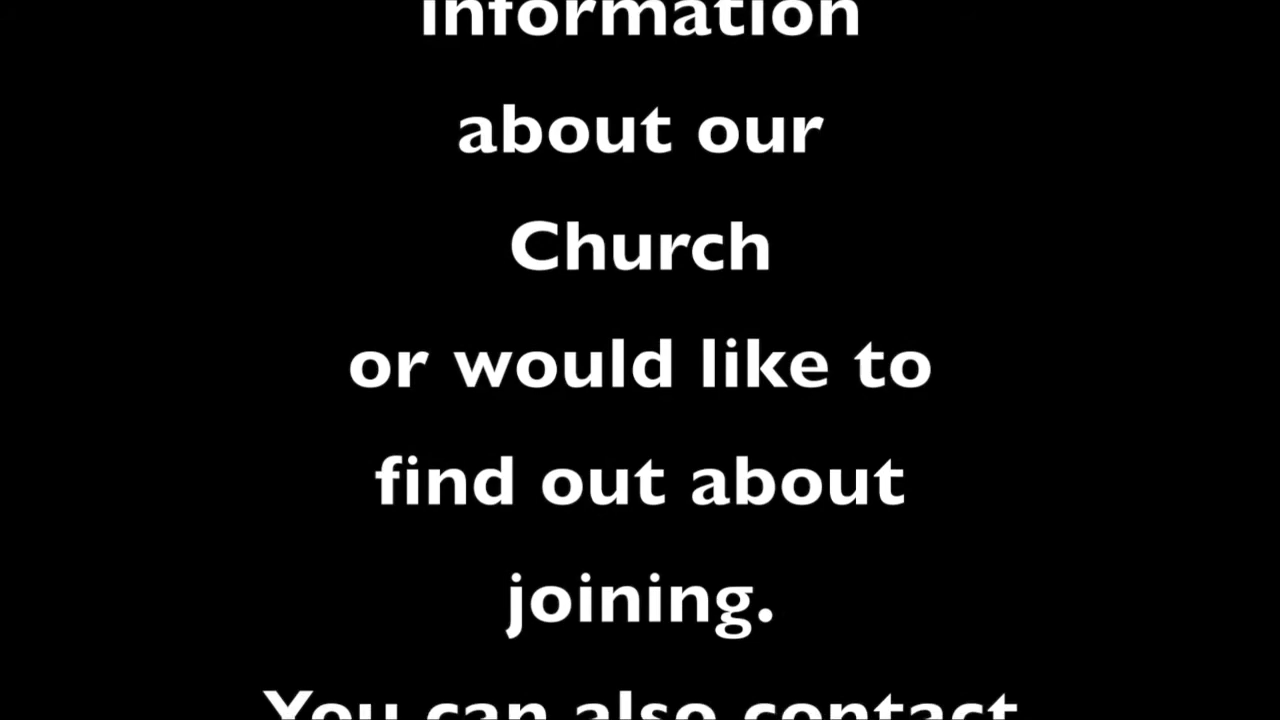 information
about our
Church
or would like to
find out about
joining.
You can also contact